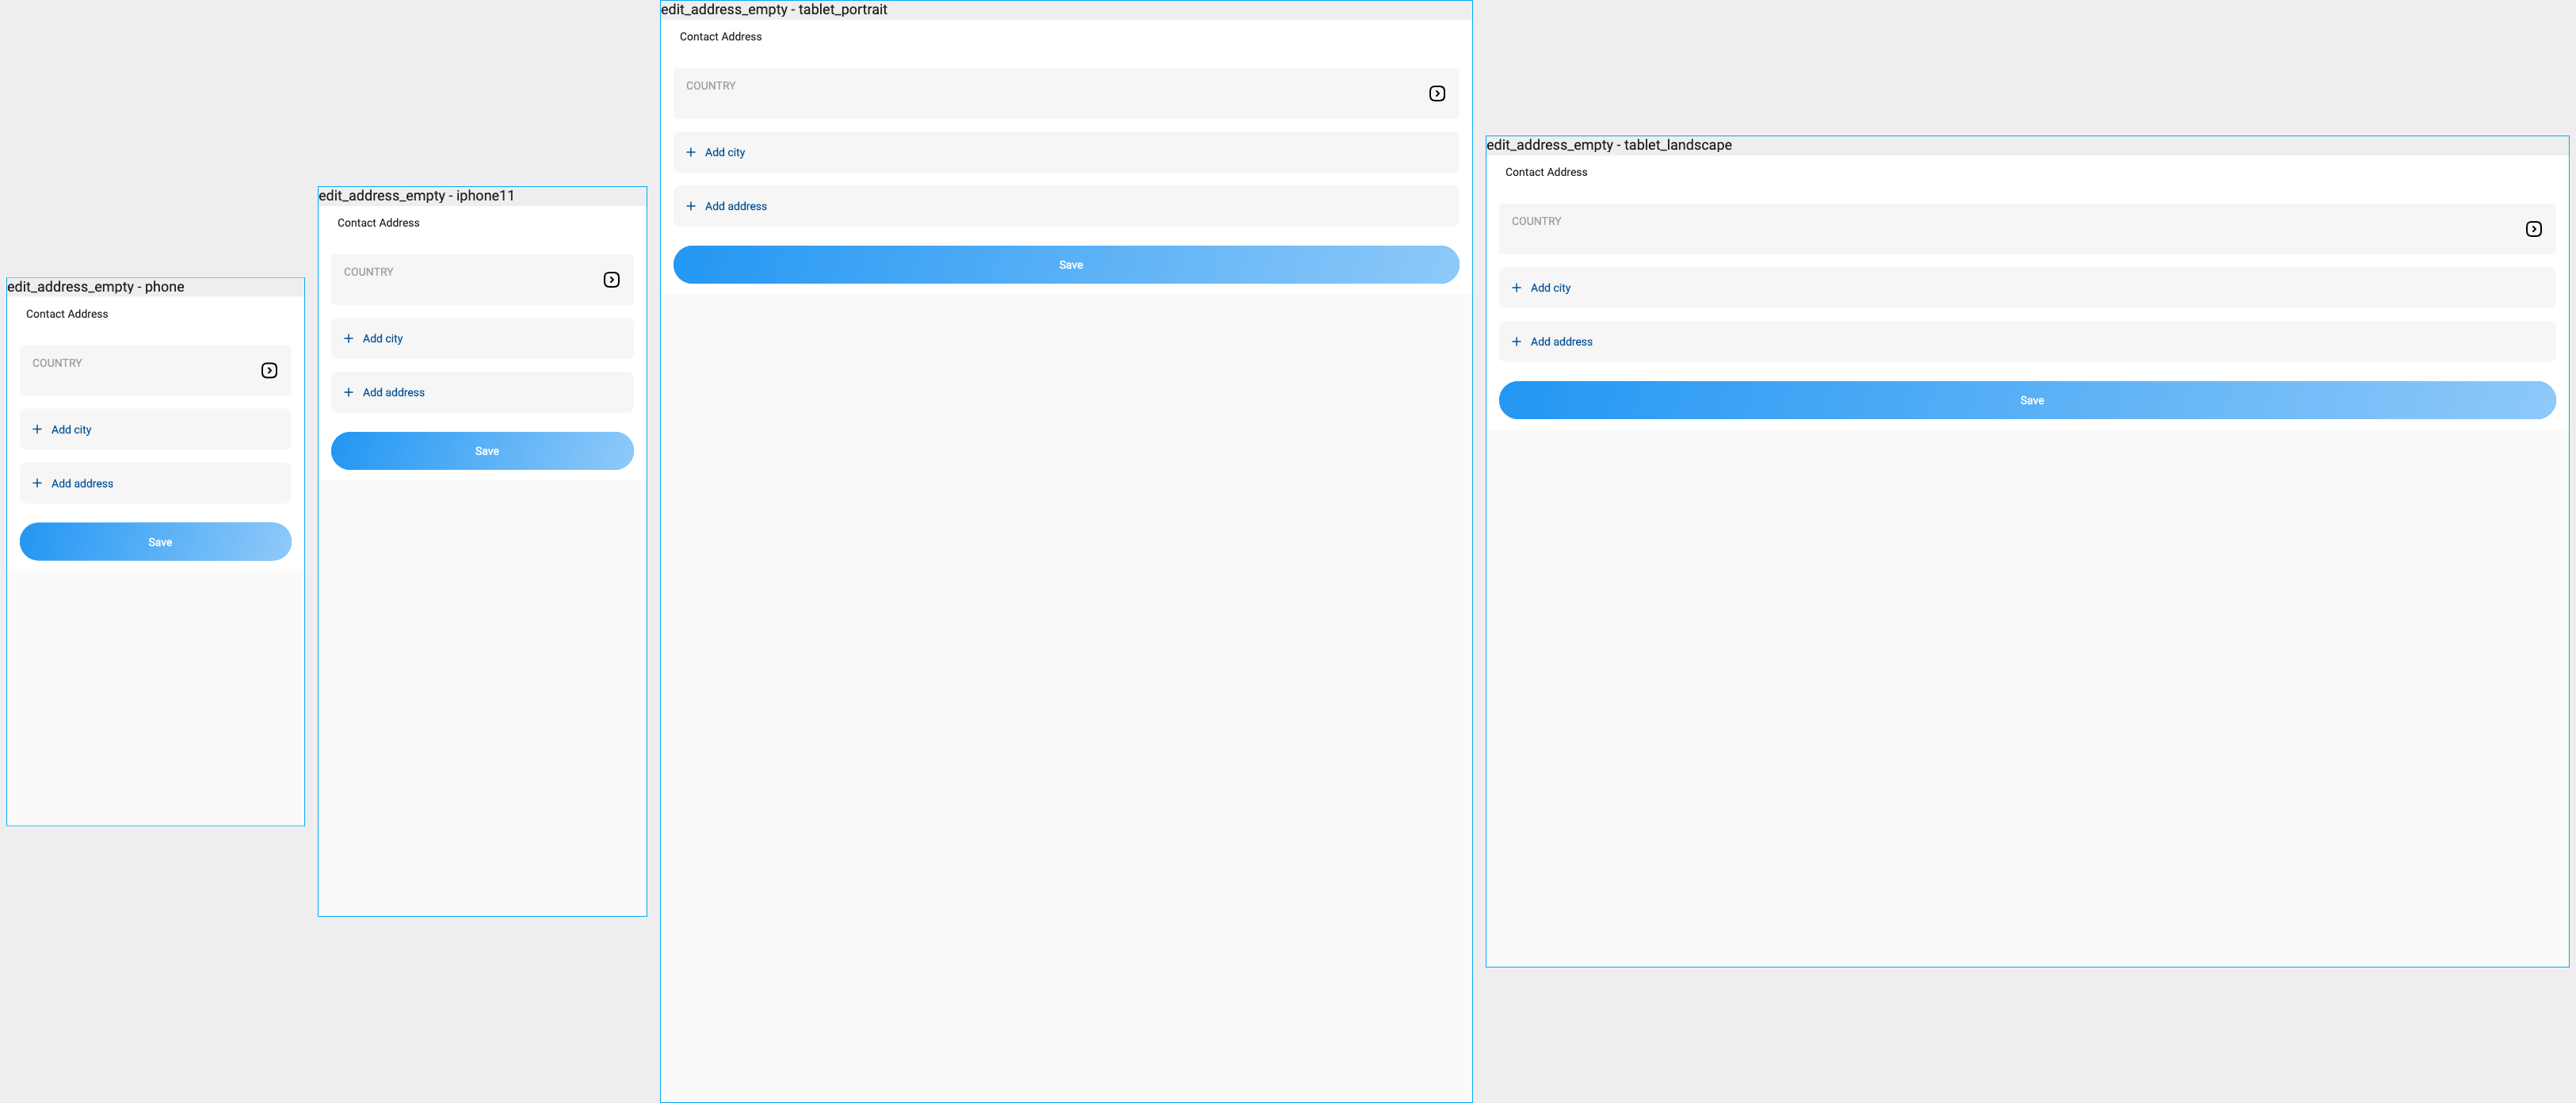 edit_address_empty - phone
Contact Address
COUNTRY
Add city
Add address
Save
edit_address_empty - iphone11
Contact Address
COUNTRY
Add city
Add address
Save
edit_address_empty - tablet_portrait
Contact Address
COUNTRY
Add city
Add address
Save
edit_address_empty - tablet_landscape
Contact Address
COUNTRY
Add city
Add address
Save